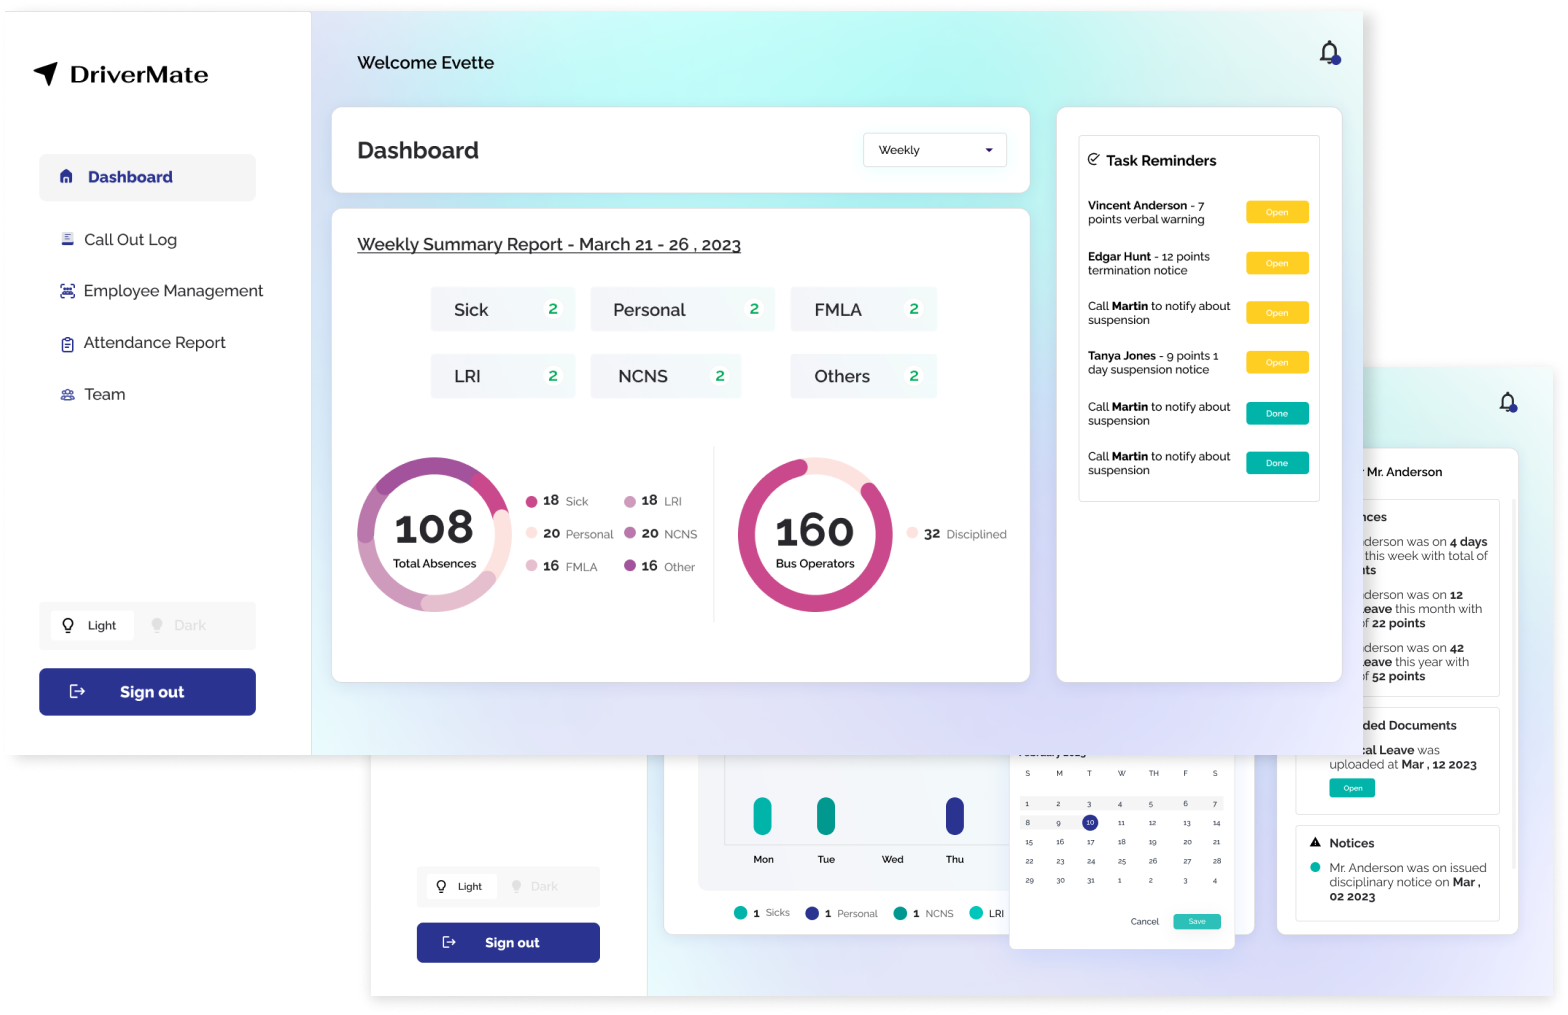 DriverMate
Dashboard
Call Out Log
Employee Management
Attendance Report
Team
Light
Dark
Sign out
Welcome Evette
Dashboard
Weekly
Weekly Summary Report - March 21 - 26 , 2023
Sick 2
Personal 2
FMLA 2
LRI 2
NCNS 2
Others 2
108
Total Absences
18 Sick
18 LRI
20 Personal
20 NCNS
16 FMLA
16 Other
160
Bus Operators
32 Disciplined
Task Reminders
Vincent Anderson - 7
points verbal warning
Open
Edgar Hunt - 12 points
termination notice
Open
Call Martin to notify about
suspension
Open
Tanya Jones - 9 points 1
day suspension notice
Open
Call Martin to notify about
suspension
Done
Call Martin to notify about
suspension
Done
Light
Dark
Sign out
Mon Tue Wed Thu
1 Sicks
1 Personal
1 NCNS
LRI
S M T W TH F S
1 2 3 4 5 6 7
8 9 10 11 12 13 14
15 16 17 18 19 20 21
22 23 24 25 26 27 28
29 30 31 1 2 3 4
Cancel
Save
Mr. Anderson
was on 4 days
this week with total of
was on 12
this month with
22 points
was on 42
this year with
52 points
Documents
Leave was
uploaded at Mar , 12 2023
Open
Notices
Mr. Anderson was on issued
disciplinary notice on Mar ,
02 2023